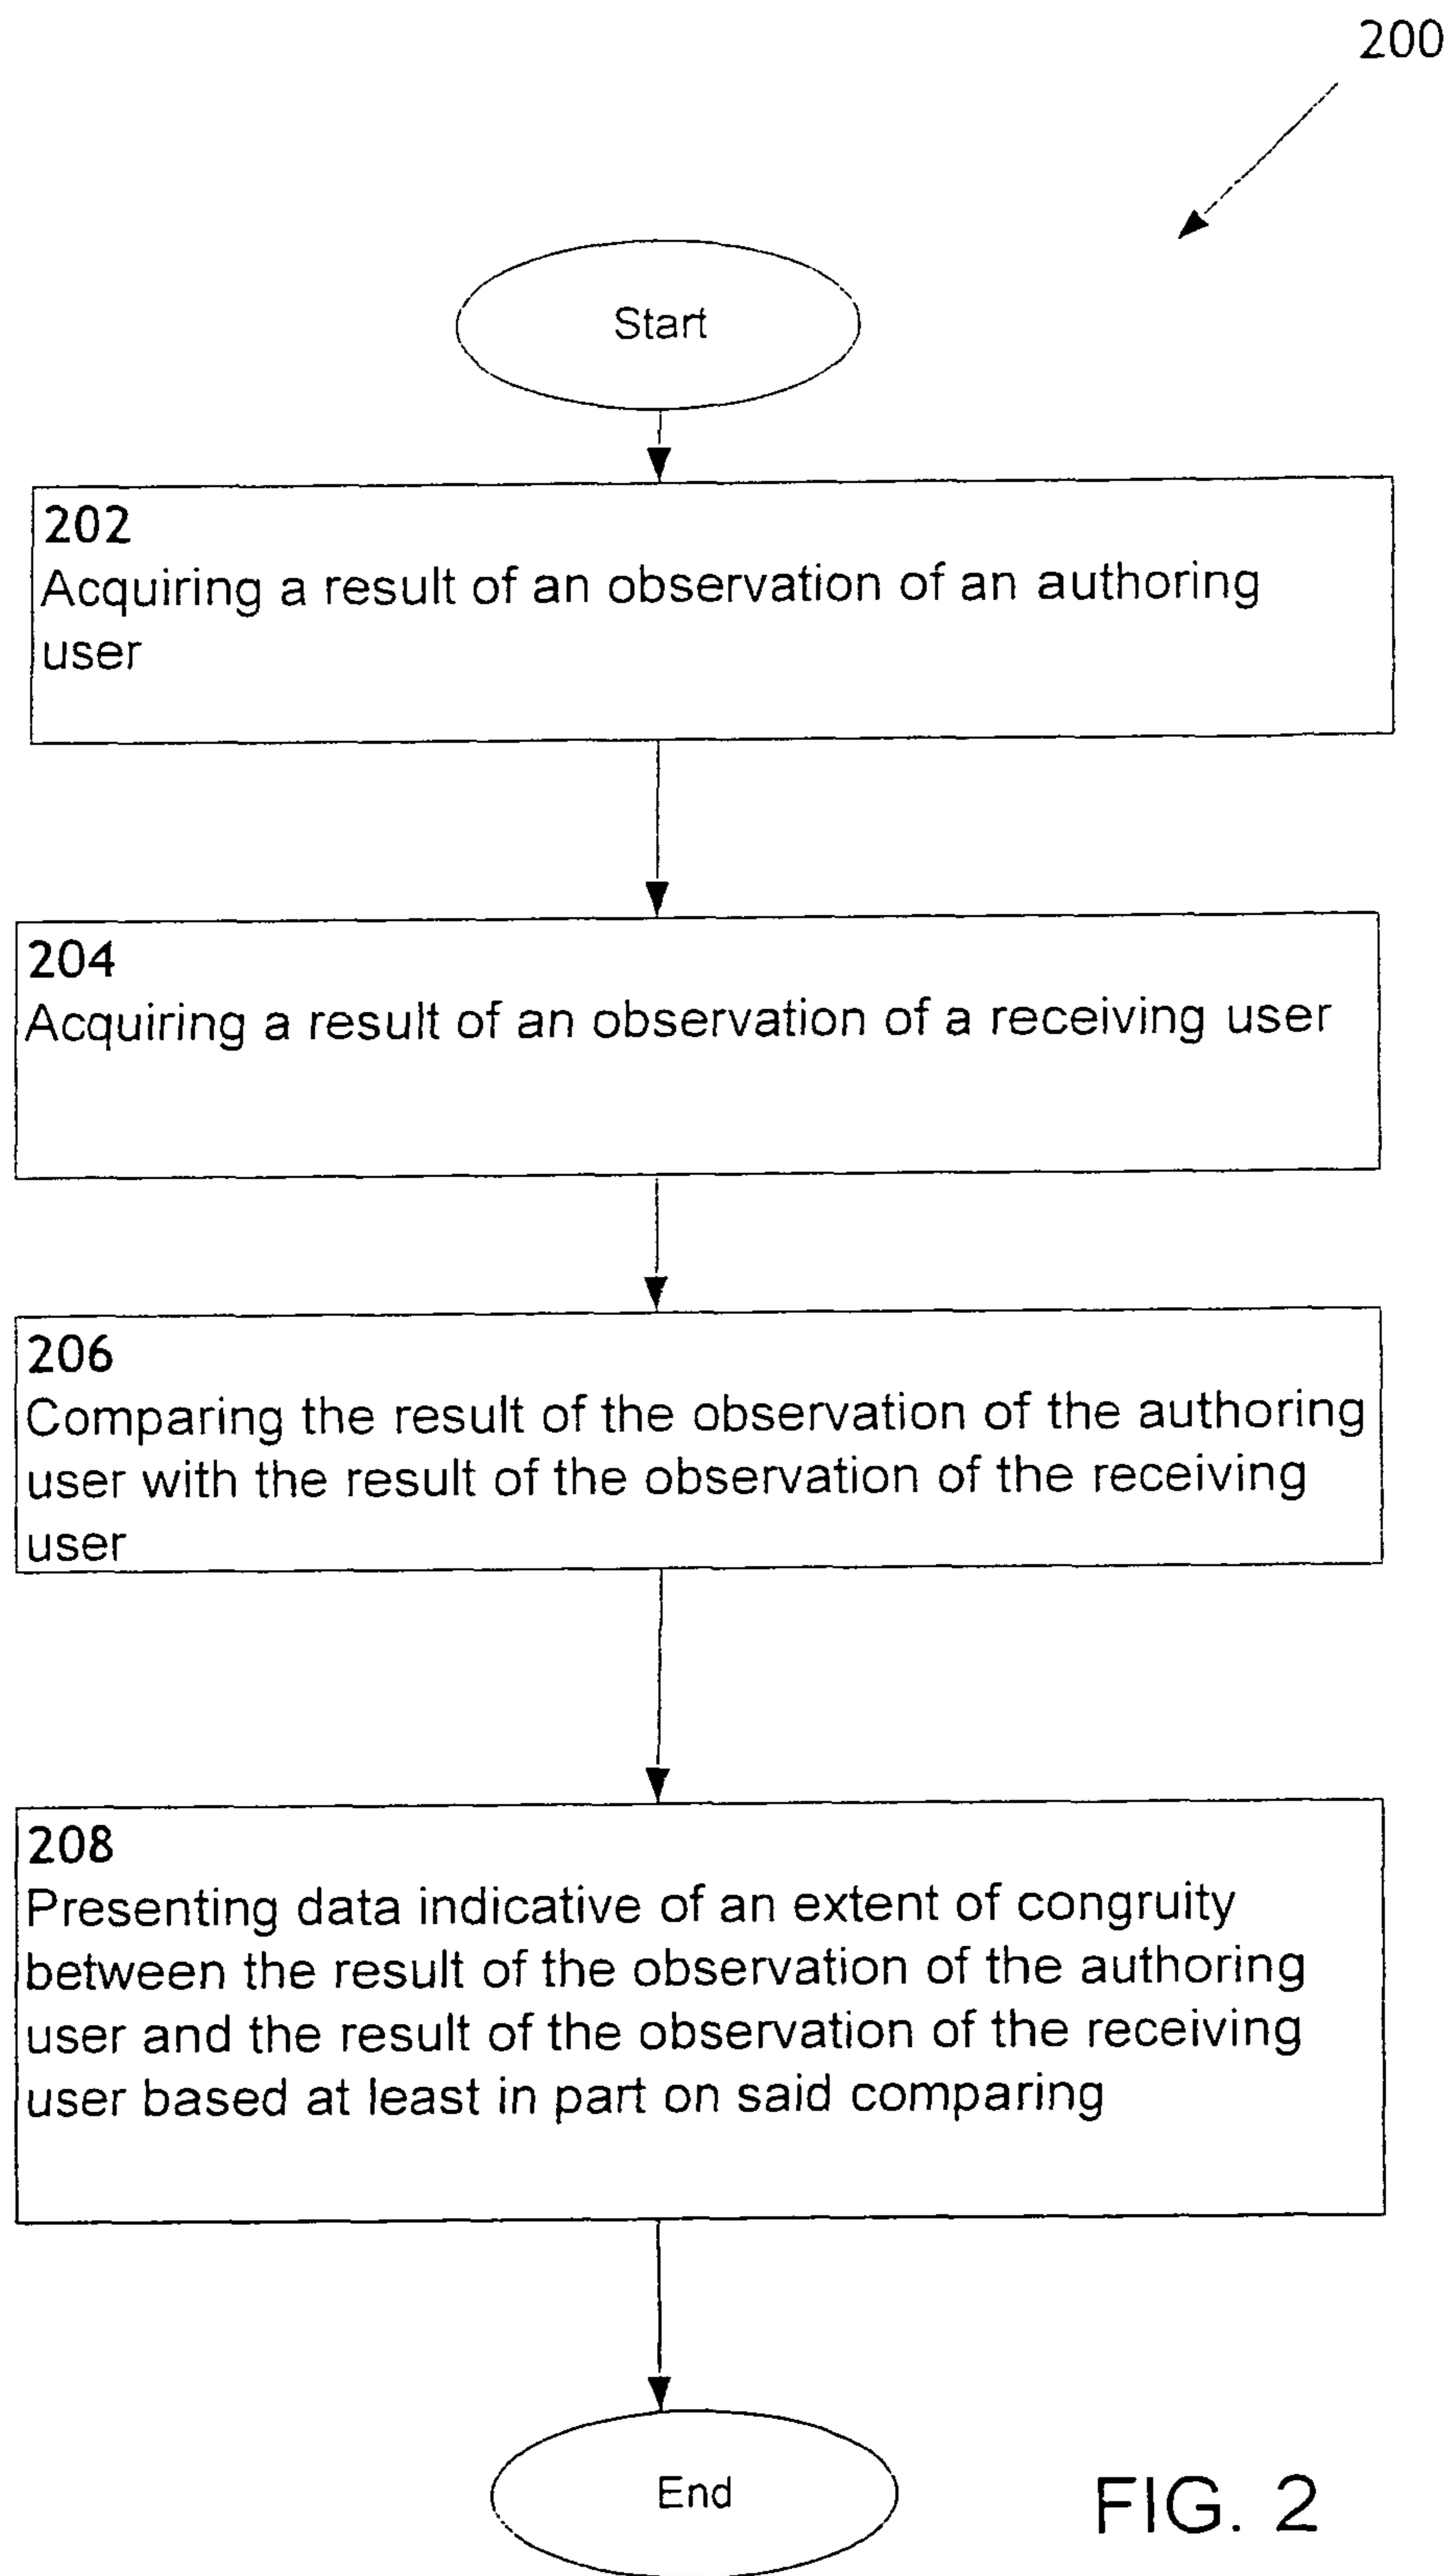 200
Start
202
Acquiring a result of an observation of an authoring
user
204
Acquiring a result of an observation of a receiving user
206
Comparing the result of the observation of the authoring
user with the result of the observation of the receiving
user
208
Presenting data indicative of an extent of congruity
between the result of the observation of the authoring
user and the result of the observation of the receiving
user based at least in part on said comparing
End
FIG. 2